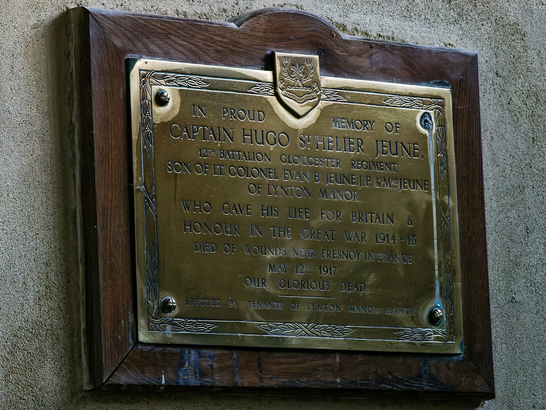 IN PROUD MEMORY OF
CAPTAIN HUGO ST HELIER JEUNE.
12TH BATTALION GLOUCESTER REGIMENT
SON OF LT. COLONEL EVAN B. JEUNE J.P. & MRS JEUNE
OF LYNTON MANOR
WHO GAVE HIS LIFE FOR BRITAIN &
HONOUR IN THE GREAT WAR 1914-18
DIED OF WOUNDS NEAR FRESNOY IN FRANCE
MAY 12TH 1917
OUR GLORIOUS DEAD
ERECTED BY TENANTS OF LYNTON MANOR